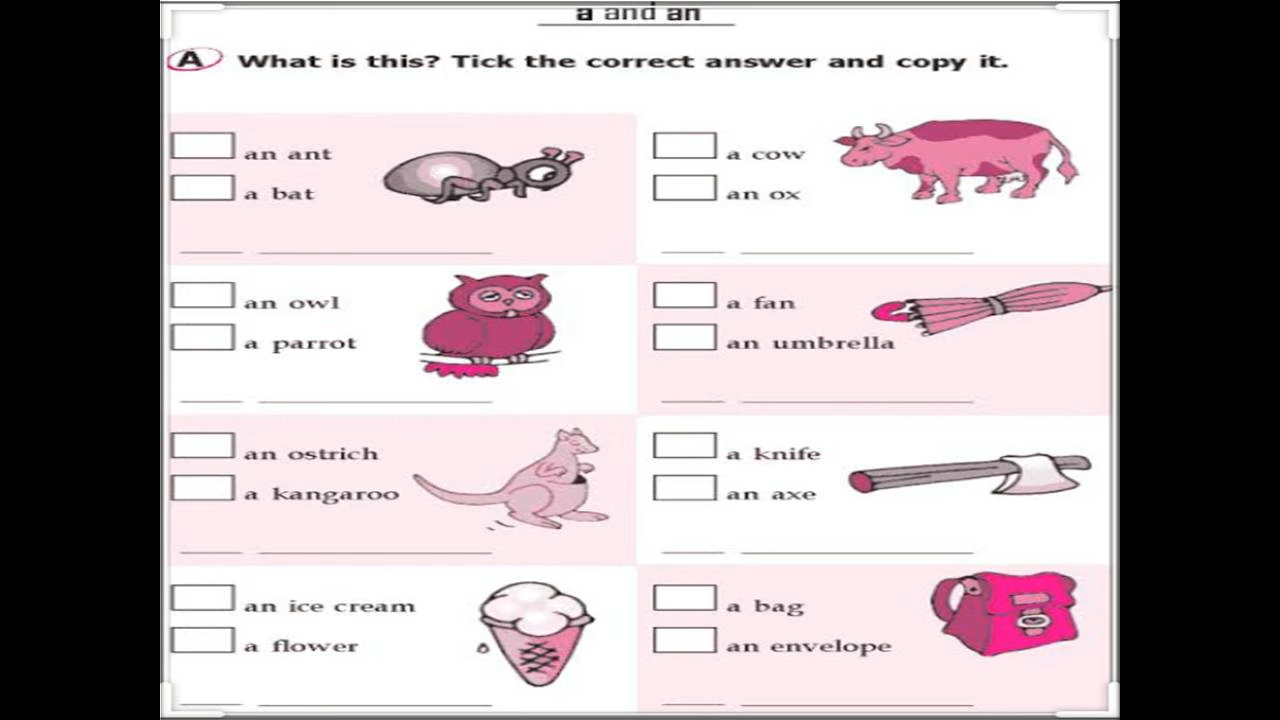 a and an
A What is this? Tick the correct answer and copy it.
an ant
a bat
a cow
an ox
an owl
a parrot
a fan
an umbrella
an ostrich
a kangaroo
a knife
an axe
an ice cream
a flower
a bag
an envelope